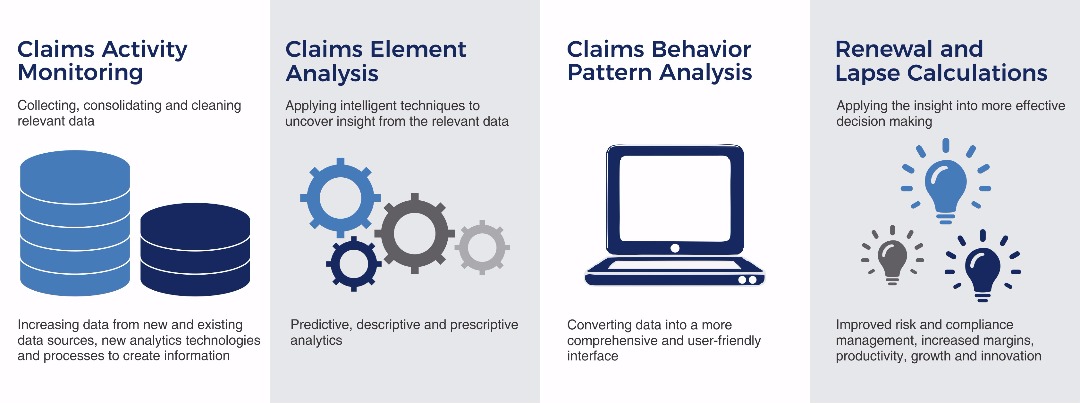 Claims Activity
Monitoring
Collecting, consolidating and cleaning
relevant data
Increasing data from new and existing
data sources, new analytics technologies
and processes to create information
Claims Element
Analysis
Applying intelligent techniques to
uncover insight from the relevant data
Predictive, descriptive and prescriptive
analytics
Claims Behavior
Pattern Analysis
Converting data into a more
comprehensive and user-friendly
interface
Renewal and
Lapse Calculations
Applying the insight into more effective
decision making
Improved risk and compliance
management, increased margins,
productivity, growth and innovation